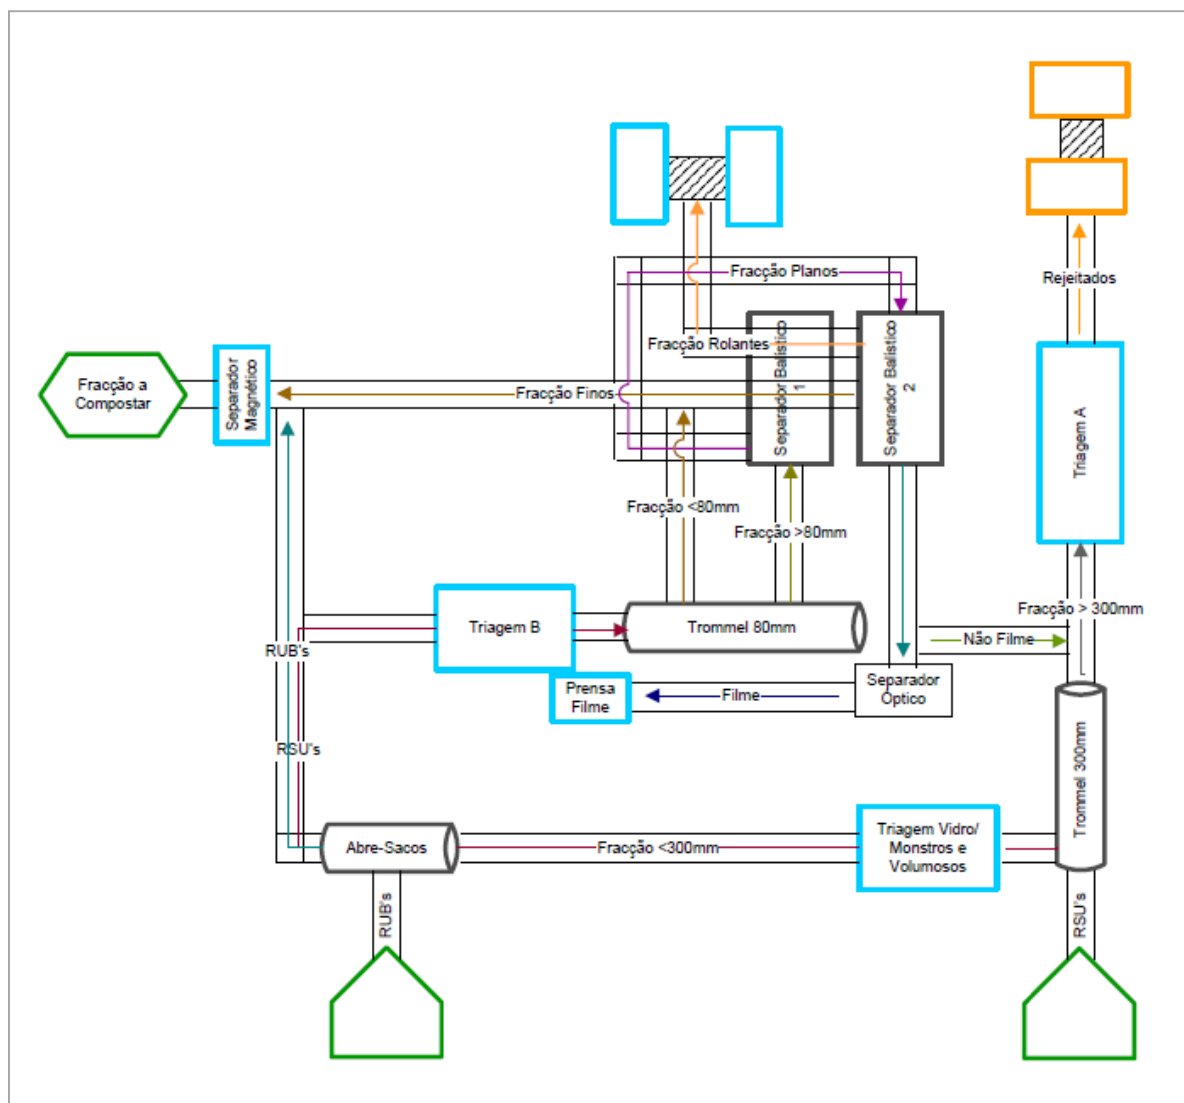 Fracção Planos
Rejeitados
Fracção Rolantes
Separador Balístico
1
Separador Balístico
2
Fracção a
Compostar
Separador
Magnético
Fracção Finos
Triagem A
Fracção <80mm
Fracção >80mm
Fracção > 300mm
Triagem B
Trommel 80mm
Não Filme
RUB's
Prensa
Filme
Filme
Separador
Óptico
RSU's
Trommel 300mm
Abre-Sacos
Fracção <300mm
Triagem Vidro/
Monstros e
Volumosos
RUB's
RSU's